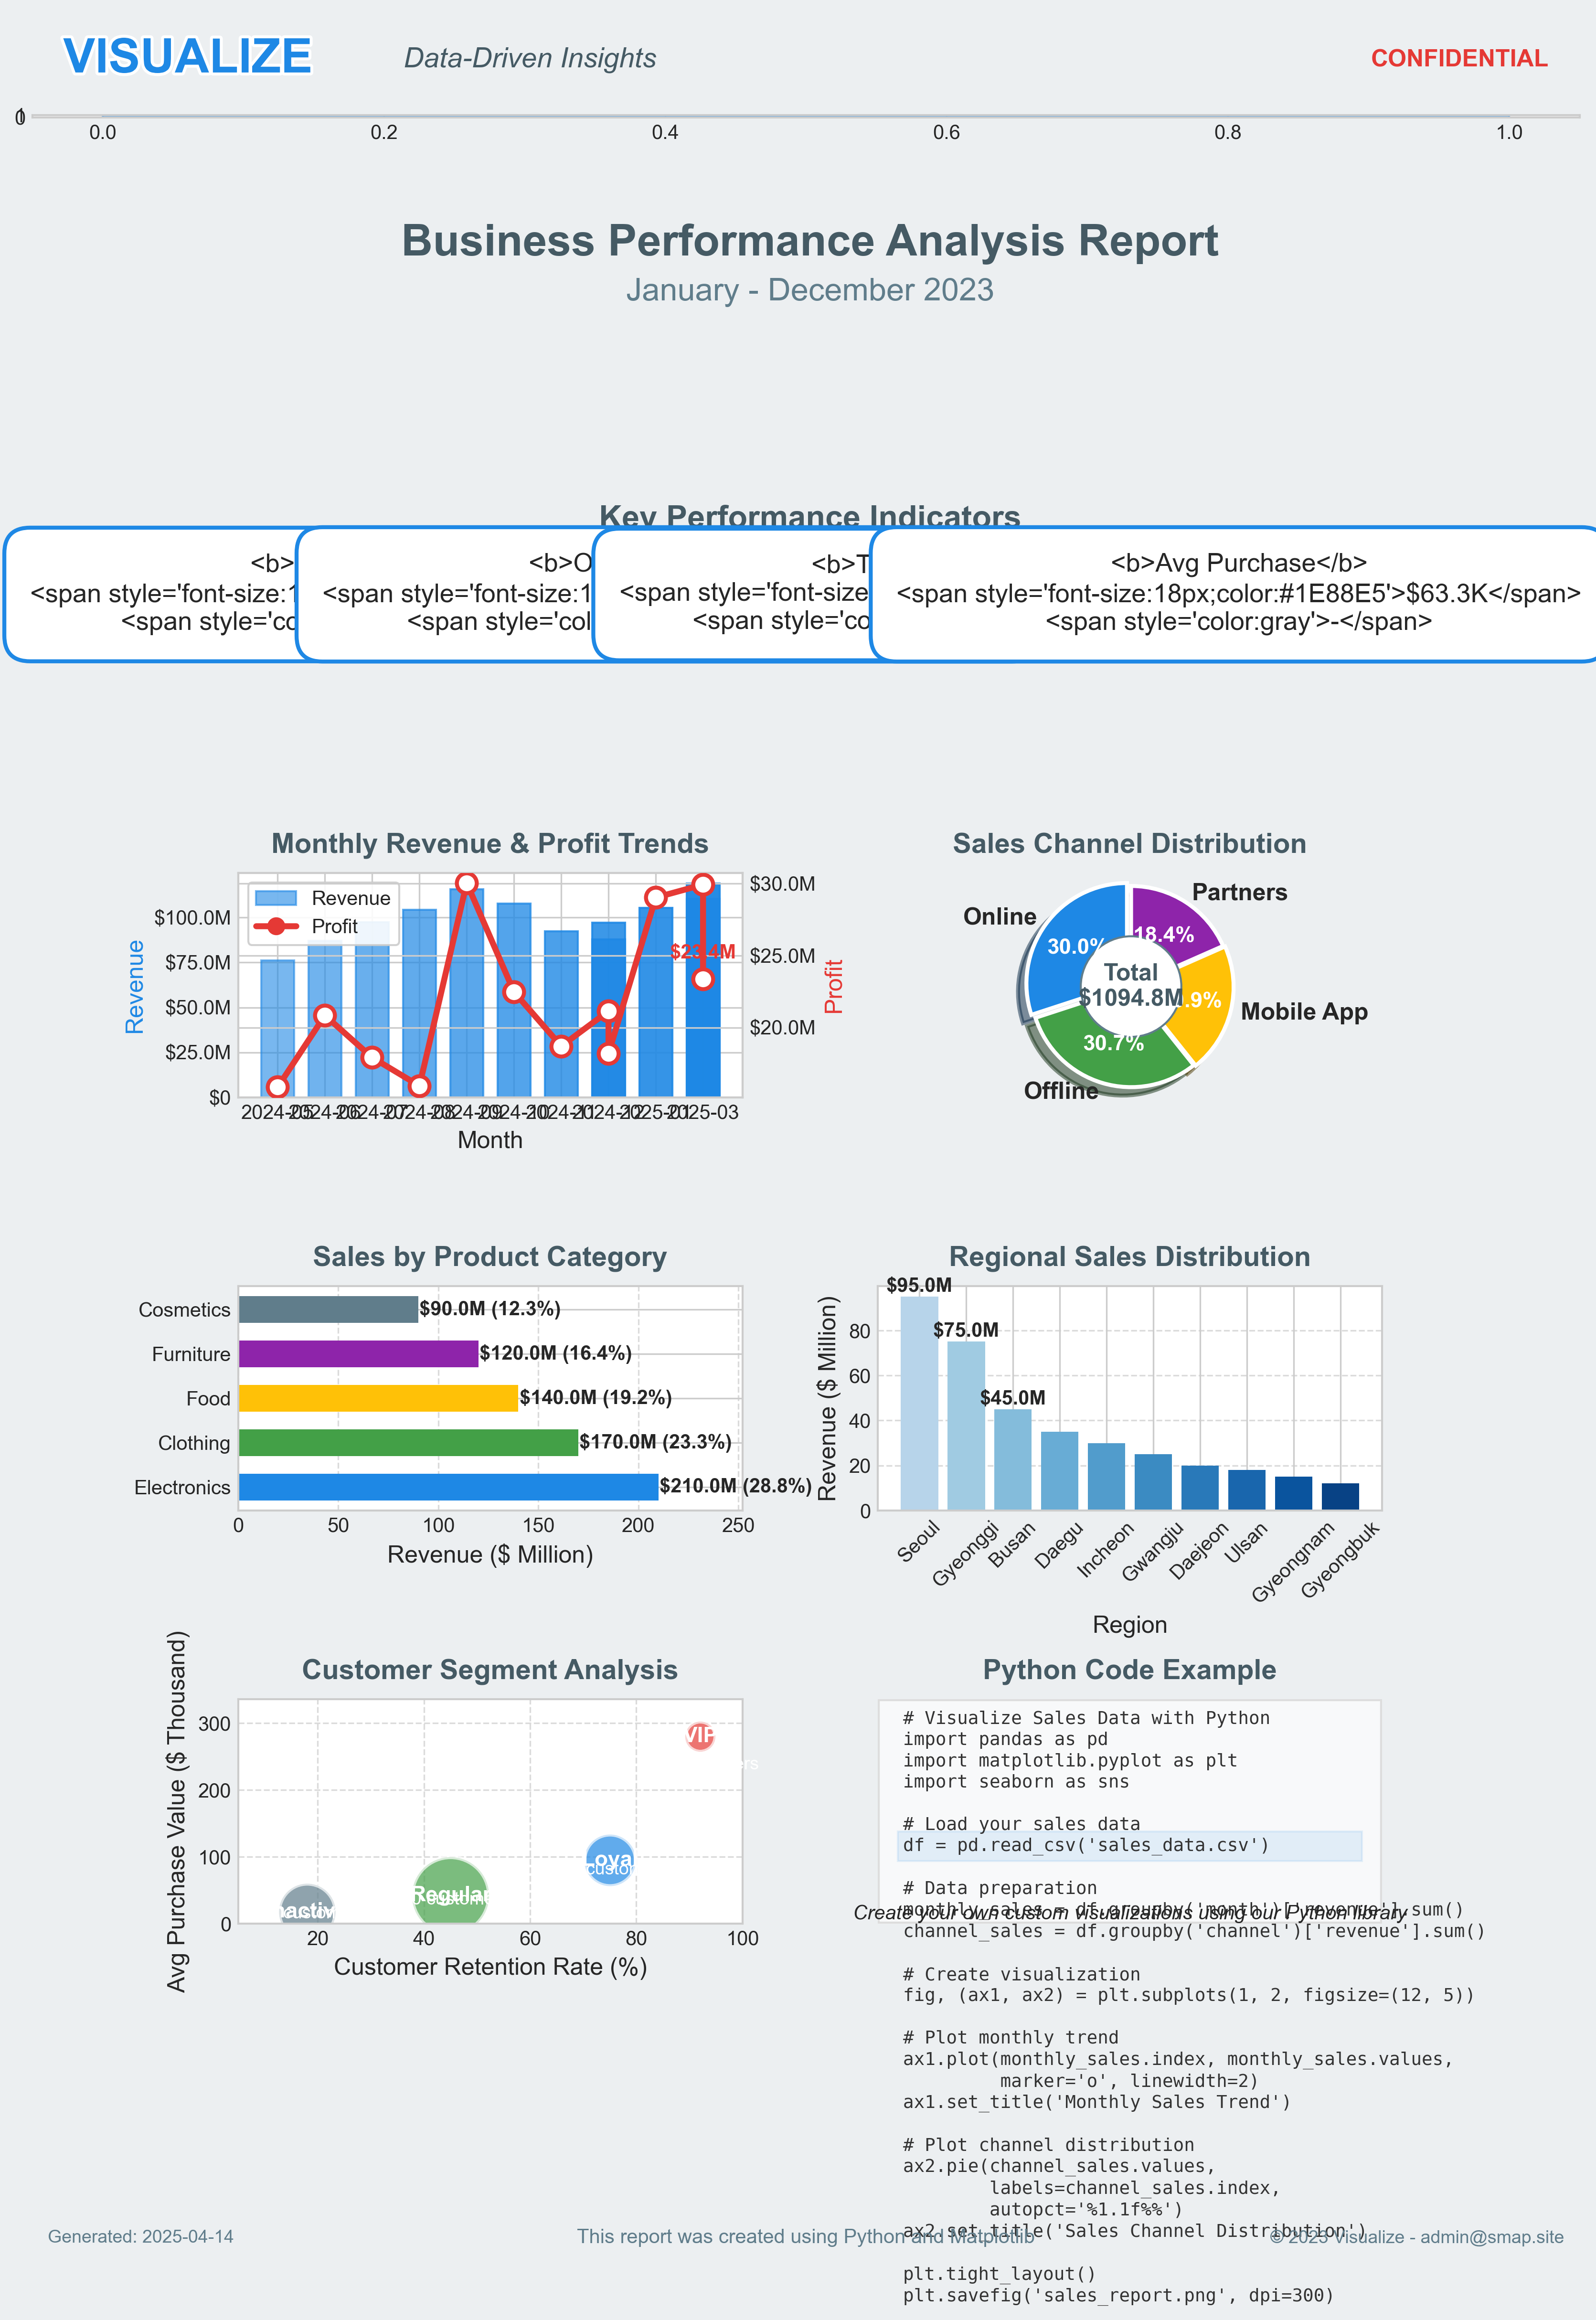 VISUALIZE
Data-Driven Insights
CONFIDENTIAL
0.0 0.2 0.4 0.6 0.8 1.0
Business Performance Analysis Report
January - December 2023
Key Performance Indicators
<b>
<span style='font-size:1
<span style='co
<b>O
<span style='font-size:1
<span style='col
<b>T
<span style='font-size
<span style='co
<b>Avg Purchase</b>
<span style='font-size:18px;color:#1E88E5'>$63.3K</span>
<span style='color:gray'>-</span>
Monthly Revenue & Profit Trends
Revenue
Profit
$100.0M
$75.0M
$50.0M
$25.0M
$0
Revenue
$30.0M
$25.0M
$20.0M
Profit
$23.4M
2024-05 2024-06 2024-07 2024-08 2024-09 2024-10 2024-11 2024-12 2025-01 2025-03
Month
Sales Channel Distribution
Partners
Online
18.4%
30.0%
Total
$1094.8M
.9%
Mobile App
30.7%
Offline
Sales by Product Category
Cosmetics $90.0M (12.3%)
Furniture $120.0M (16.4%)
Food $140.0M (19.2%)
Clothing $170.0M (23.3%)
Electronics $210.0M (28.8%)
0 50 100 150 200 250
Revenue ($ Million)
Regional Sales Distribution
$95.0M
$75.0M
$45.0M
80
60
40
20
0
Revenue ($ Million)
Seoul Gyeonggi Busan Daegu Incheon Gwangju Daejeon Ulsan Gyeongnam Gyeongbuk
Region
Customer Segment Analysis
Avg Purchase Value ($ Thousand)
300
200
100
0
VIP
Regular
20 40 60 80 100
Customer Retention Rate (%)
Python Code Example
# Visualize Sales Data with Python
import pandas as pd
import matplotlib.pyplot as plt
import seaborn as sns
# Load your sales data
df = pd.read_csv('sales_data.csv')
# Data preparation
monthly_sales = df.groupby('month')['revenue'].sum()
Create your own custom visualizations using our Python library
channel_sales = df.groupby('channel')['revenue'].sum()
# Create visualization
fig, (ax1, ax2) = plt.subplots(1, 2, figsize=(12, 5))
# Plot monthly trend
ax1.plot(monthly_sales.index, monthly_sales.values,
marker='o', linewidth=2)
ax1.set_title('Monthly Sales Trend')
# Plot channel distribution
ax2.pie(channel_sales.values,
labels=channel_sales.index,
autopct='%1.1f%%')
ax2.set_title('Sales Channel Distribution')
plt.tight_layout()
plt.savefig('sales_report.png', dpi=300)
Generated: 2025-04-14
This report was created using Python and Matplotlib
© 2023 Visualize - admin@smap.site